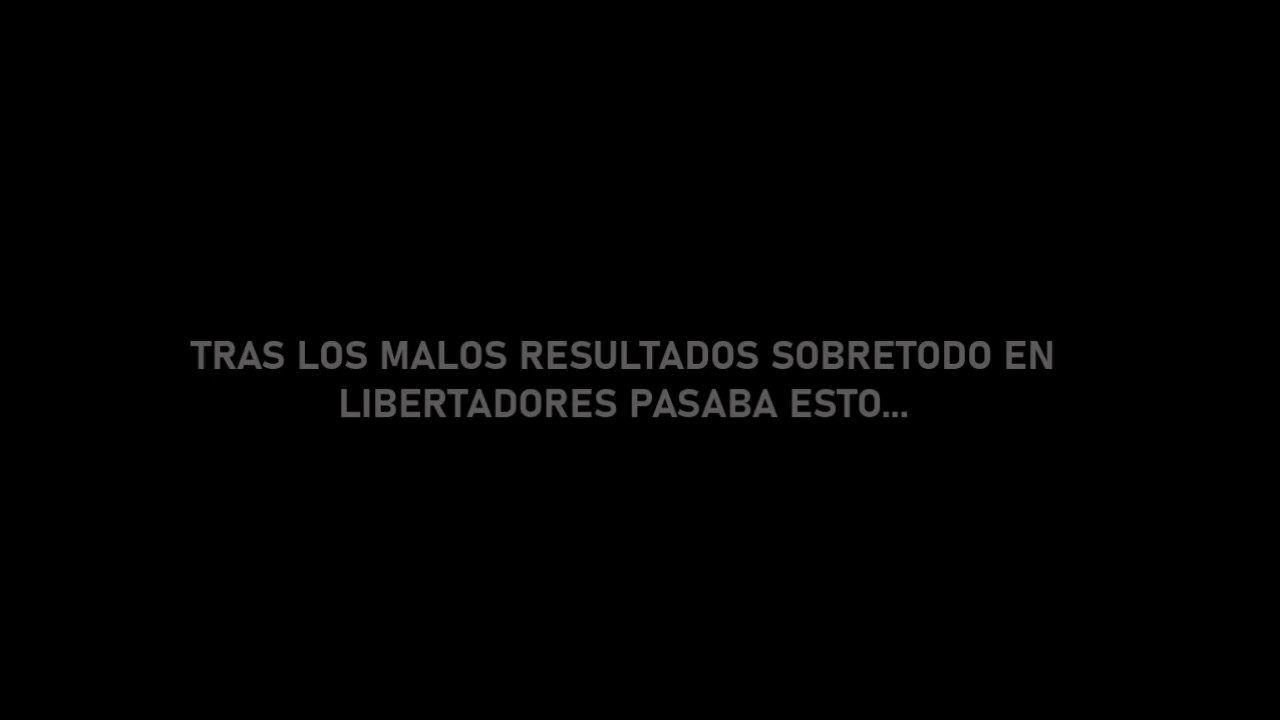 TRAS LOS MALOS RESULTADOS SOBRETODO EN
LIBERTADORES PASABA ESTO...